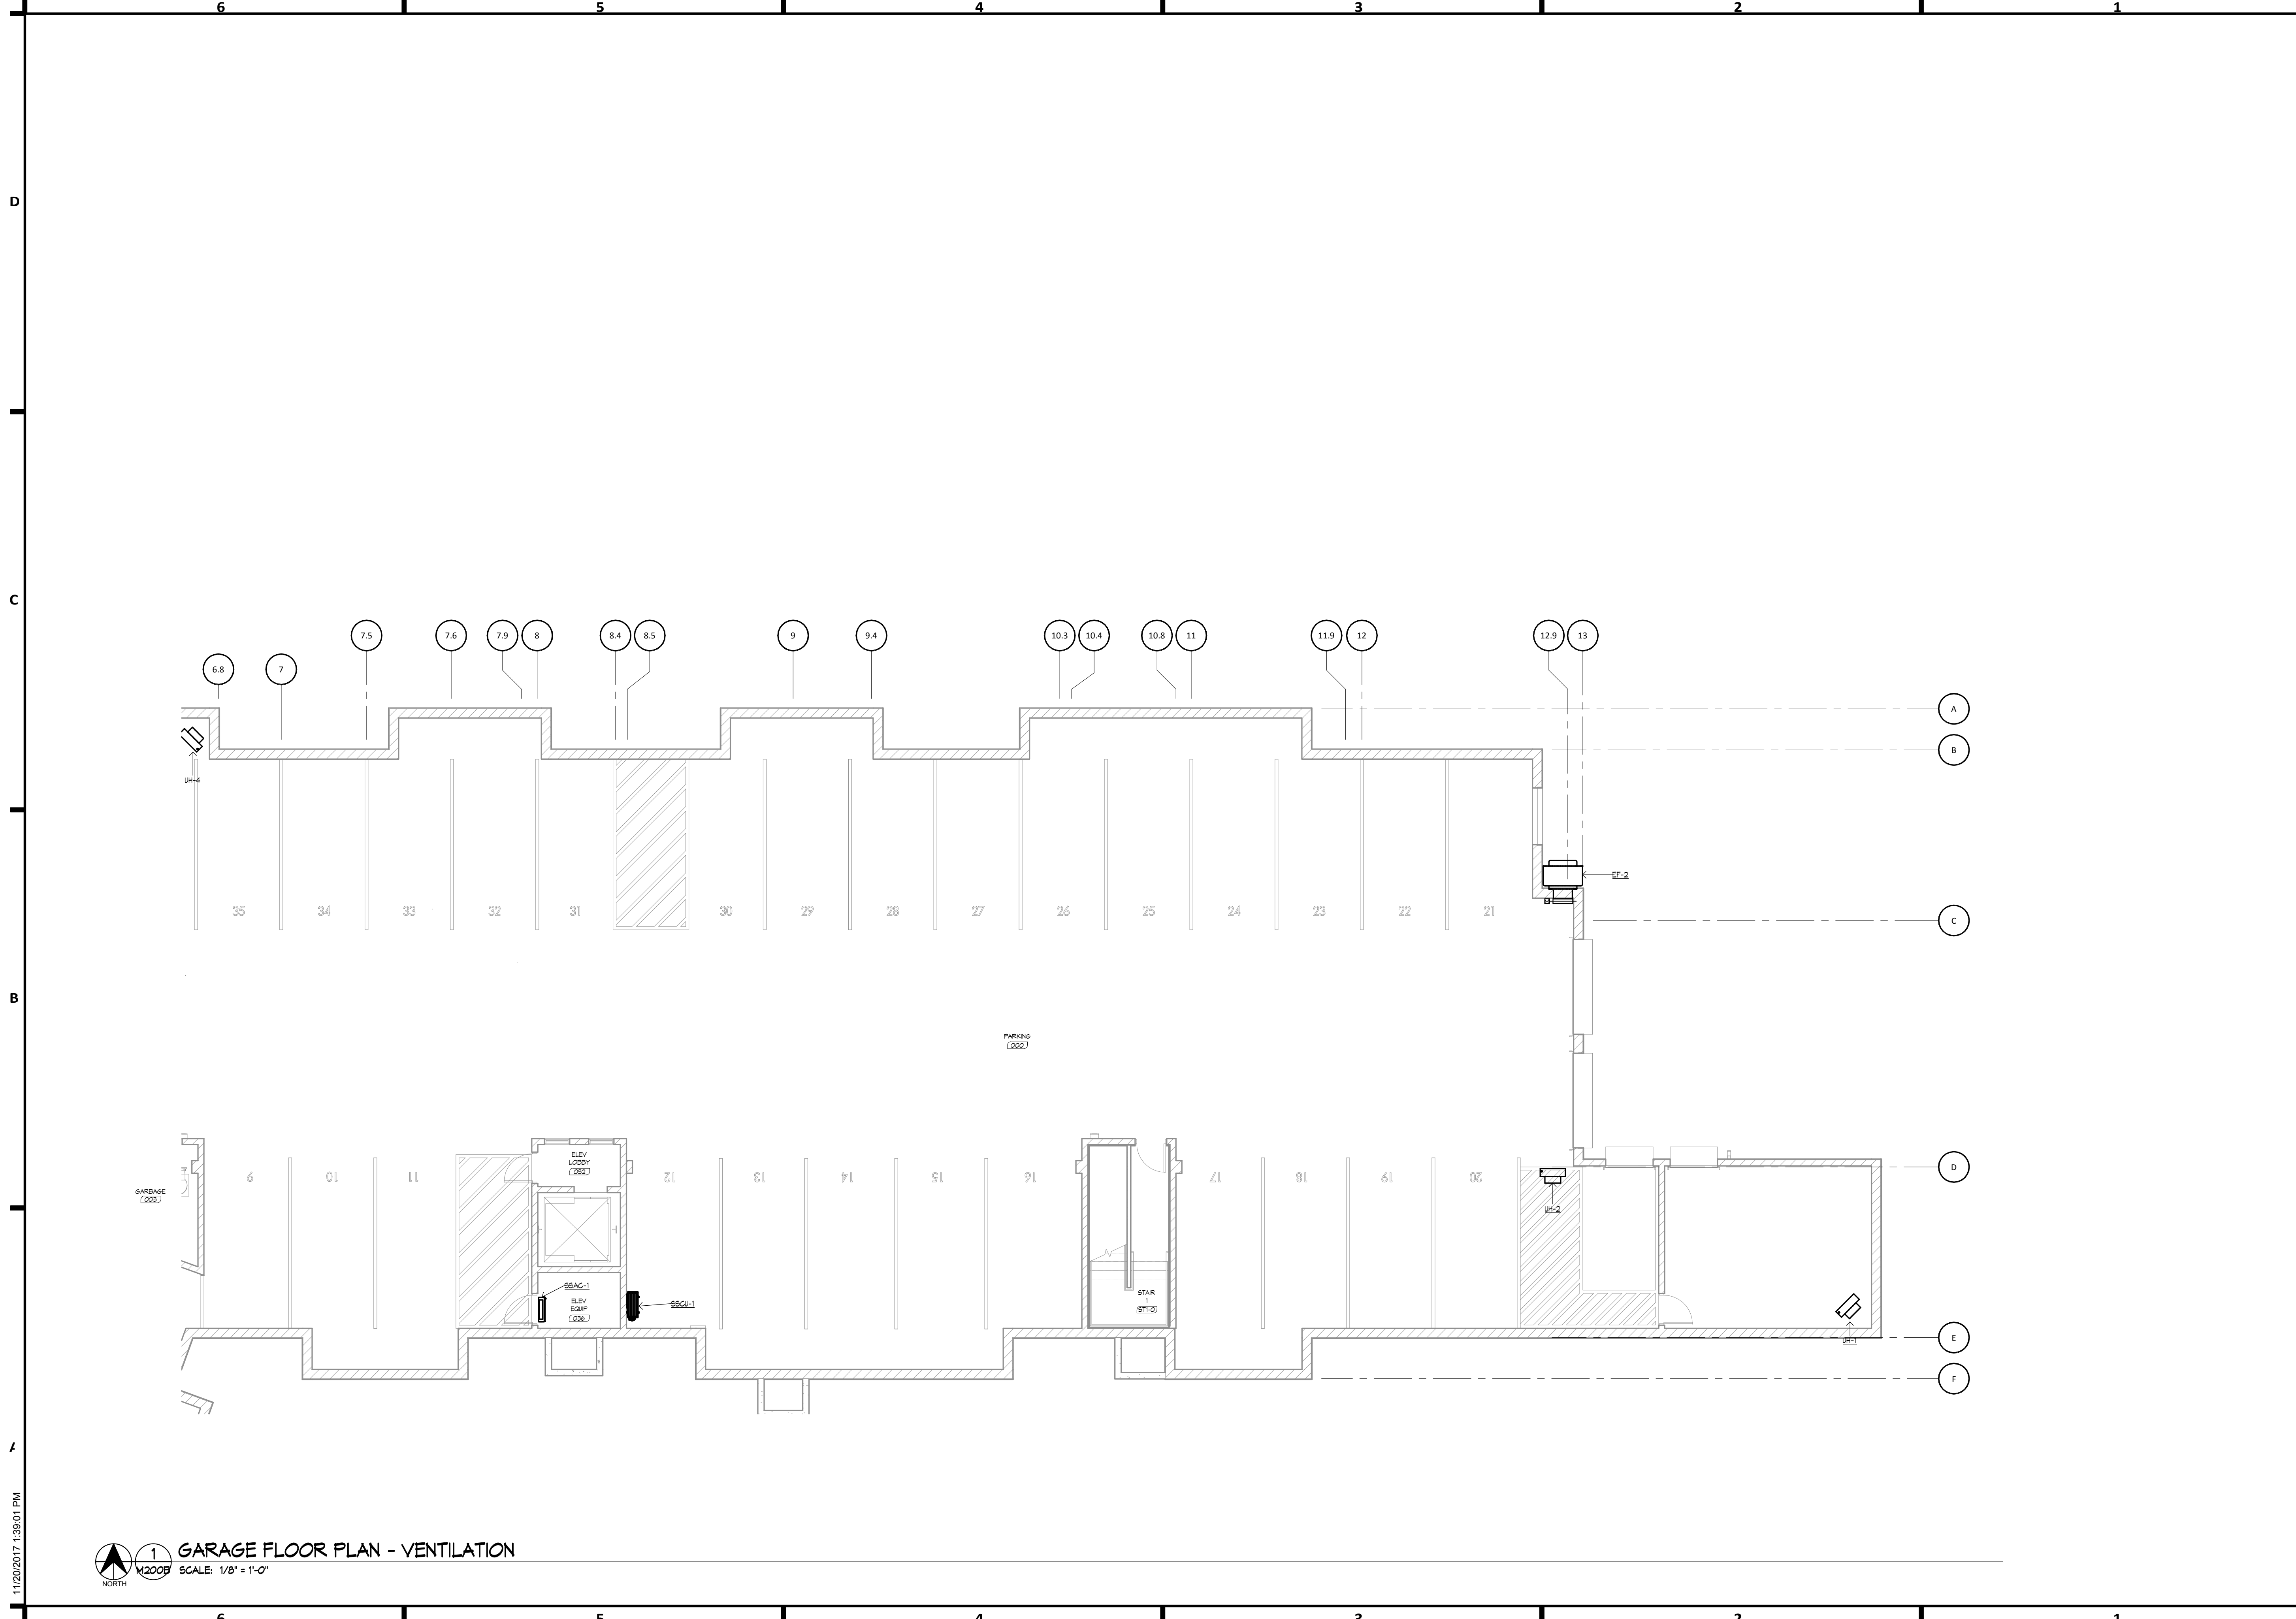 6 5 4 3 2 1
D
C
7.5 7.6 7.9 8 8.4 8.5 9 9.4 10.3 10.4 10.8 11 11.9 12 12.9 13
6.8 7
A
B
UH-4
EF-2
35 34 33 32 31 30 29 28 27 26 25 24 23 22 21
C
B
PARKING
000
ELEV
LOBBY
032
D
9 10 11 12 13 14 15 16 17 18 19 20
GARBAGE
003
UH-2
SSAC-1
ELEV
EQUIP
036
SSCU-1
STAIR
1
ST1-0
UH-1
E
F
A
11/20/2017 1:39:01 PM
1
M200B
NORTH
GARAGE FLOOR PLAN - VENTILATION
SCALE: 1/8" = 1'-0"
6 5 4 3 2 1